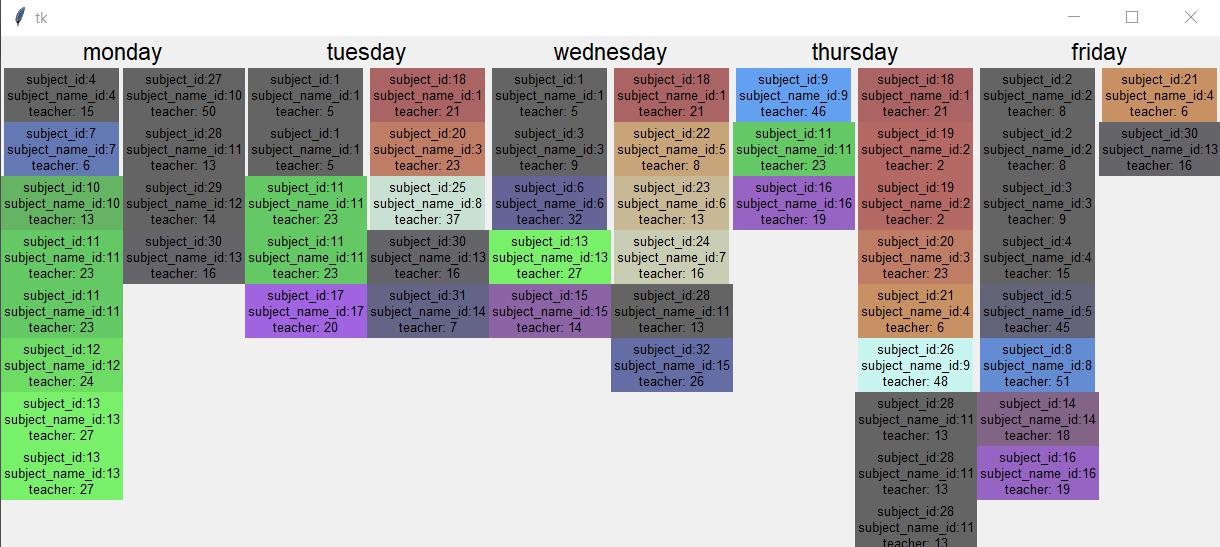 tk
monday
tuesday
wednesday
thursday
friday
subject_id:4
subject_name_id:4
teacher: 15
subject_id:7
subject_name_id:7
teacher: 6
subject_id:10
subject_name_id:10
teacher: 13
subject_id:11
subject_name_id:11
teacher: 23
subject_id:11
subject_name_id:11
teacher: 23
subject_id:12
subject_name_id:12
teacher: 24
subject_id:13
subject_name_id:13
teacher: 27
subject_id:13
subject_name_id:13
teacher: 27
subject_id:27
subject_name_id:10
teacher: 50
subject_id:28
subject_name_id:11
teacher: 13
subject_id:29
subject_name_id:12
teacher: 14
subject_id:30
subject_name_id:13
teacher: 16
subject_id:1
subject_name_id:1
teacher: 5
subject_id:1
subject_name_id:1
teacher: 5
subject_id:11
subject_name_id:11
teacher: 23
subject_id:11
subject_name_id:11
teacher: 23
subject_id:17
subject_name_id:17
teacher: 20
subject_id:18
subject_name_id:1
teacher: 21
subject_id:20
subject_name_id:3
teacher: 23
subject_id:25
subject_name_id:8
teacher: 37
subject_id:30
subject_name_id:13
teacher: 16
subject_id:31
subject_name_id:14
teacher: 7
subject_id:1
subject_name_id:1
teacher: 5
subject_id:3
subject_name_id:3
teacher: 9
subject_id:6
subject_name_id:6
teacher: 32
subject_id:13
subject_name_id:13
teacher: 27
subject_id:15
subject_name_id:15
teacher: 14
subject_id:18
subject_name_id:1
teacher: 21
subject_id:22
subject_name_id:5
teacher: 8
subject_id:23
subject_name_id:6
teacher: 13
subject_id:24
subject_name_id:7
teacher: 16
subject_id:28
subject_name_id:11
teacher: 13
subject_id:32
subject_name_id:15
teacher: 26
subject_id:9
subject_name_id:9
teacher: 46
subject_id:11
subject_name_id:11
teacher: 23
subject_id:16
subject_name_id:16
teacher: 19
subject_id:18
subject_name_id:1
teacher: 21
subject_id:19
subject_name_id:2
teacher: 2
subject_id:19
subject_name_id:2
teacher: 2
subject_id:20
subject_name_id:3
teacher: 23
subject_id:21
subject_name_id:4
teacher: 6
subject_id:26
subject_name_id:9
teacher: 48
subject_id:28
subject_name_id:11
teacher: 13
subject_id:28
subject_name_id:11
teacher: 13
subject_id:28
subject_name_id:11
teacher: 13
subject_id:2
subject_name_id:2
teacher: 8
subject_id:2
subject_name_id:2
teacher: 8
subject_id:3
subject_name_id:3
teacher: 9
subject_id:4
subject_name_id:4
teacher: 15
subject_id:5
subject_name_id:5
teacher: 45
subject_id:8
subject_name_id:8
teacher: 51
subject_id:14
subject_name_id:14
teacher: 18
subject_id:16
subject_name_id:16
teacher: 19
subject_id:21
subject_name_id:4
teacher: 6
subject_id:30
subject_name_id:13
teacher: 16